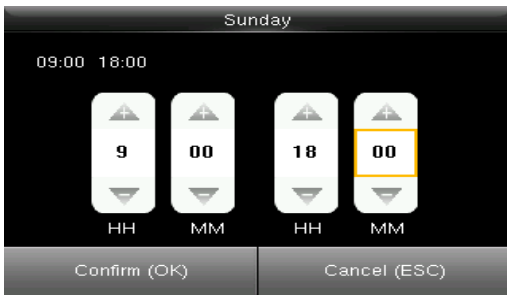 Sunday
09:00 18:00
+ + + +
9 00 18 00
- - - -
HH MM HH MM
Confirm (OK) Cancel (ESC)